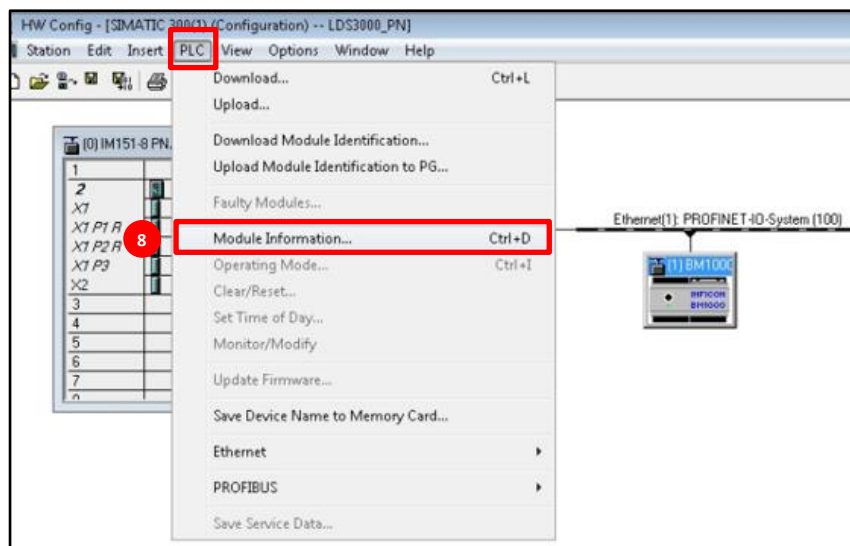 HW Config - [SIMATIC 300(1) (Configuration) -- LDS3000_PN]
Station Edit Insert PLC View Options Window Help
Download... Ctrl+L
Upload...
Download Module Identification...
Upload Module Identification to PG...
Faulty Modules...
8
Module Information... Ctrl+D
Operating Mode... Ctrl+I
Clear/Reset...
Set Time of Day...
Monitor/Modify
Update Firmware...
Save Device Name to Memory Card...
Ethernet
PROFIBUS
Save Service Data...
(0) IM151-8 PN
1
2
X1
X1 P1 R
X1 P2 R
X1 P3
X2
3
4
5
6
7
Ethernet(1): PROFINET-IO-System (100)
(1) BM1000
INFICON
BM1000